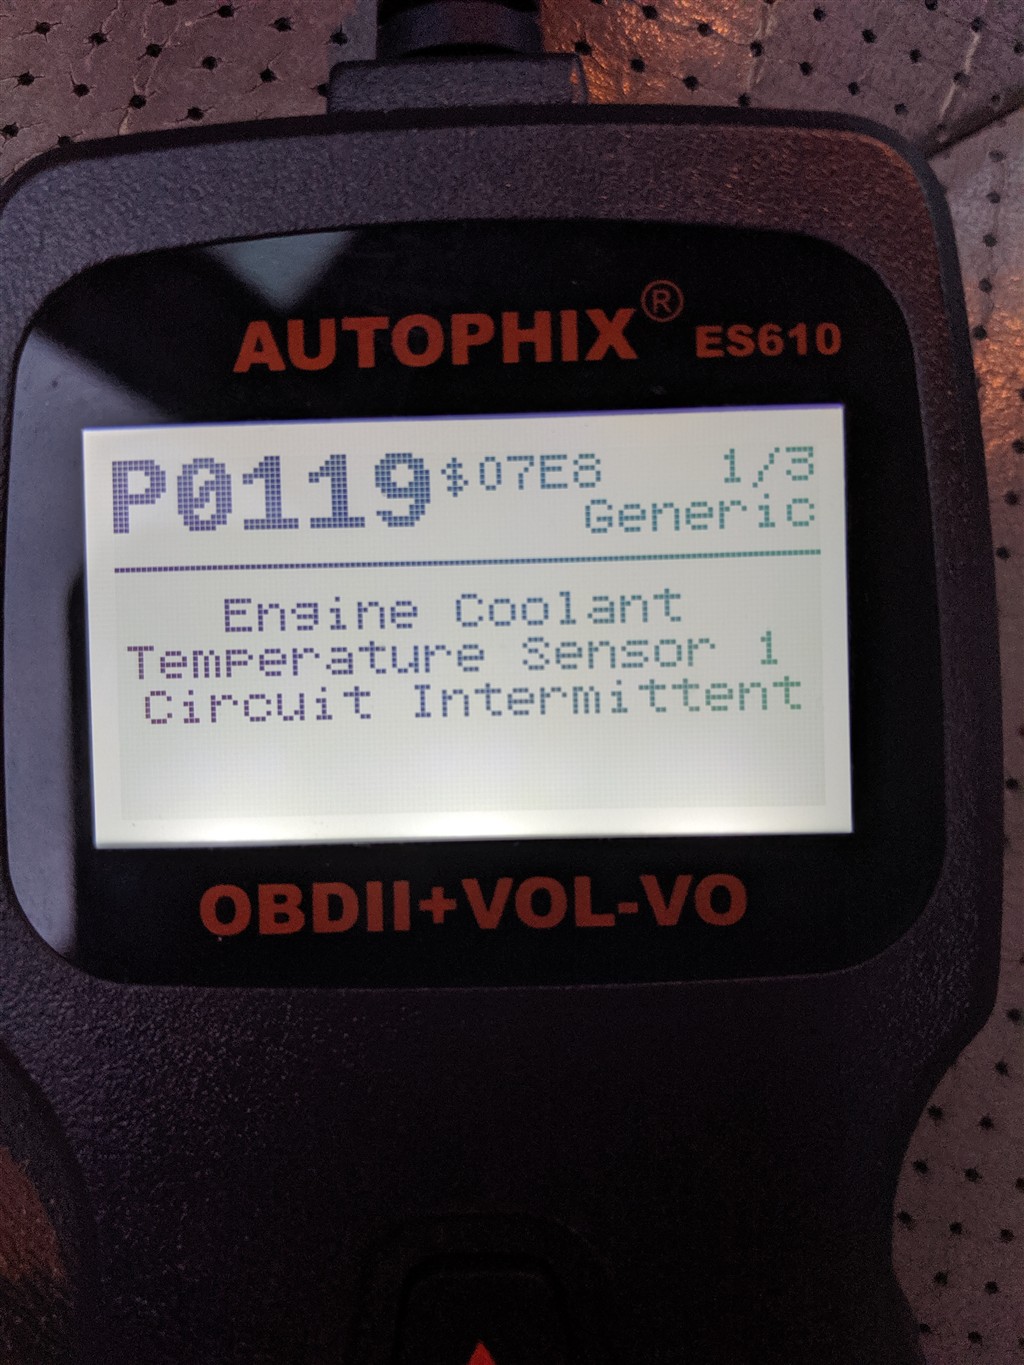 AUTOPHIX® ES610
P0119 $07E8 1/3
Generic
Engine Coolant
Temperature Sensor 1
Circuit Intermittent
OBDII+VOL-VO